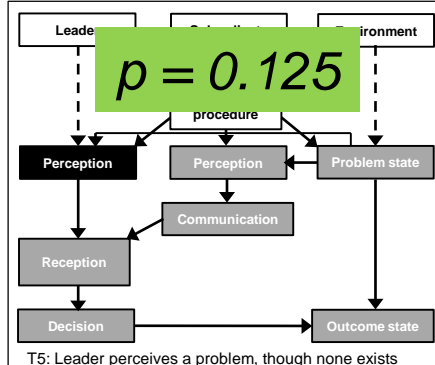 Leade
Environment
p = 0.125
procedure
Perception
Perception
Problem state
Communication
Reception
Decision
Outcome state
T5: Leader perceives a problem, though none exists